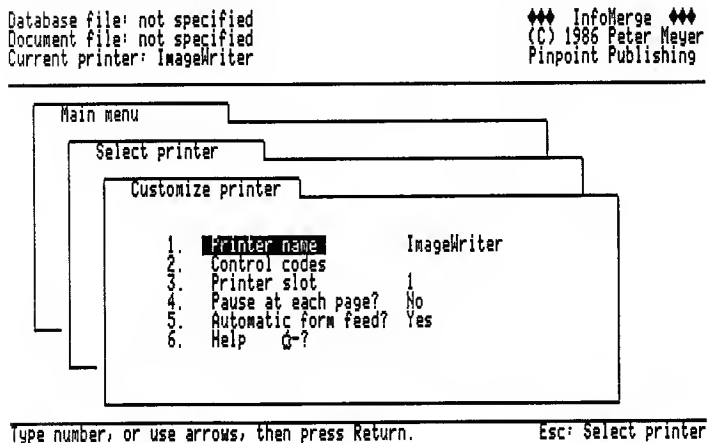 Database file: not specified
Document file: not specified
Current printer: ImageWriter
♦♦♦ InfoMerge ♦♦♦
(C) 1986 Peter Meyer
Pinpoint Publishing
Main menu
Select printer
Customize printer
1. Printer name ImageWriter
2. Control codes
3. Printer slot 1
4. Pause at each page? No
5. Automatic form feed? Yes
6. Help -?
Type number, or use arrows, then press Return.
Esc: Select printer